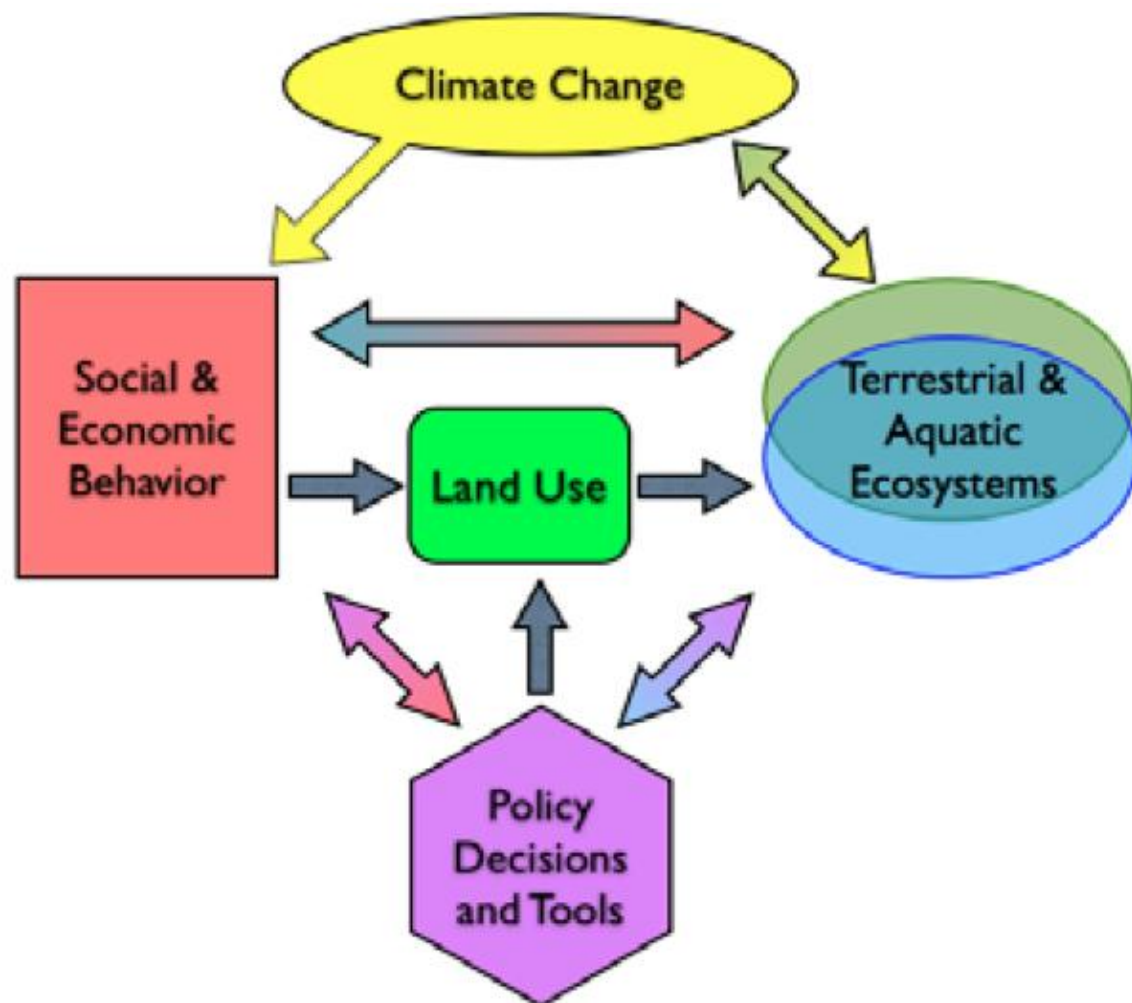 Climate Change
Social &
Economic
Behavior
Land Use
Terrestrial &
Aquatic
Ecosystems
Policy
Decisions
and Tools